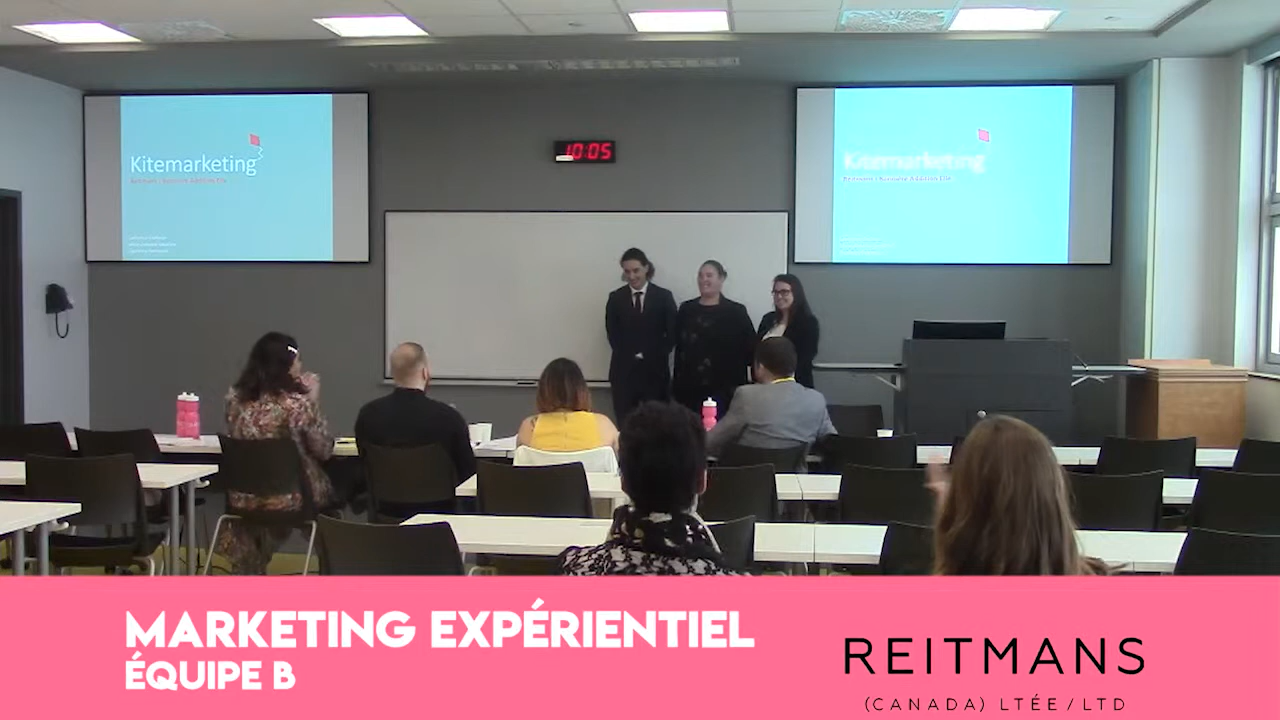 Kitemarketing
10:05
Kitemarketing
MARKETING EXPÉRIENTIEL
ÉQUIPE B
REITMANS
(CANADA) LTÉE/LTD